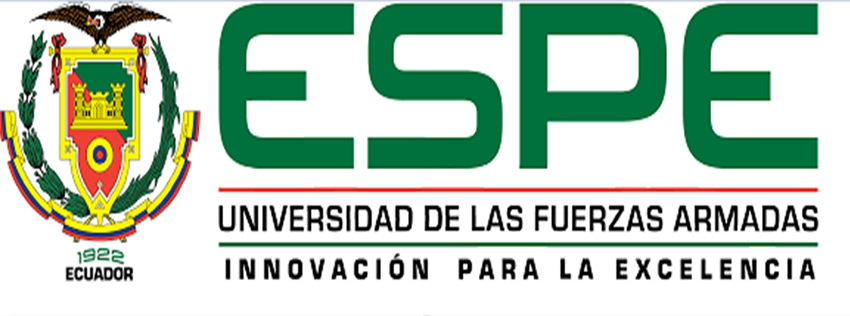 ESPE
UNIVERSIDAD DE LAS FUERZAS ARMADAS
INNOVACIÓN PARA LA EXCELENCIA
1922
ECUADOR